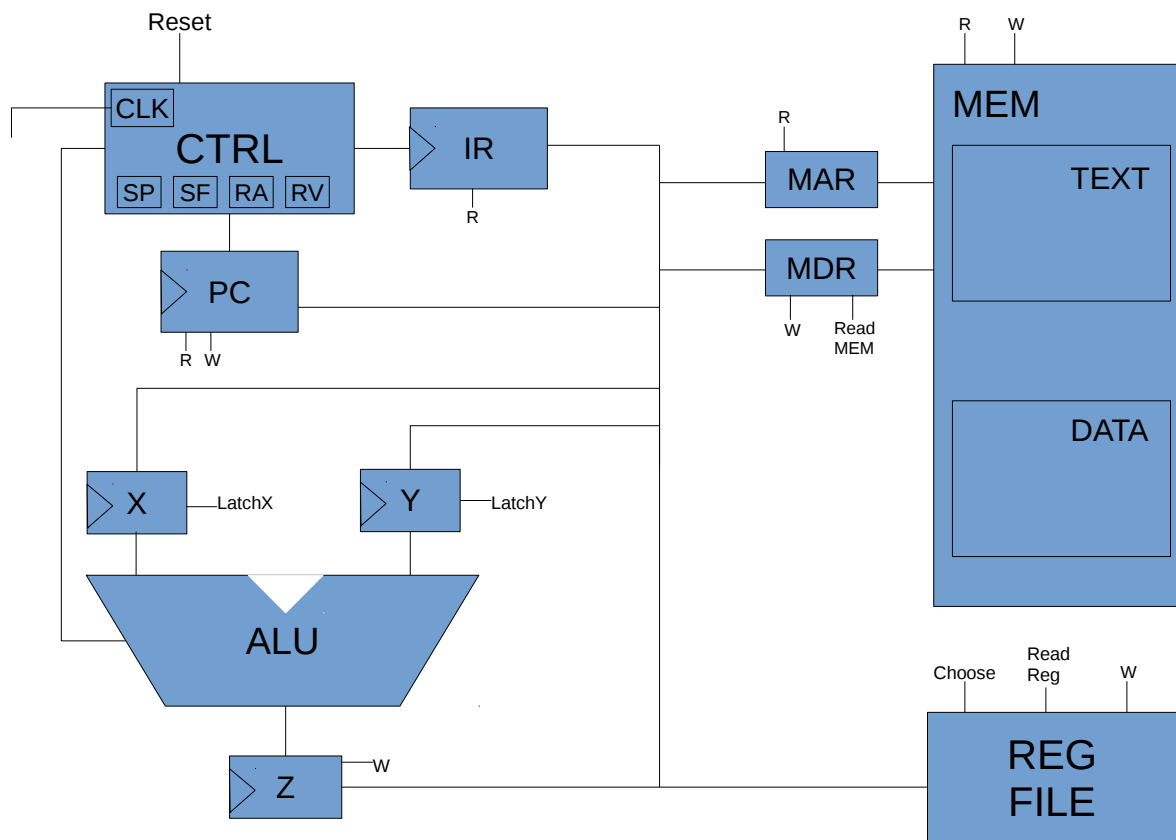 Reset
R
W
CLK
CTRL
SP
SF
RA
RV
IR
R
R
MAR
MEM
TEXT
PC
R
W
MDR
W
Read
MEM
DATA
X
LatchX
Y
LatchY
ALU
Z
W
Choose
Read
Reg
W
REG
FILE